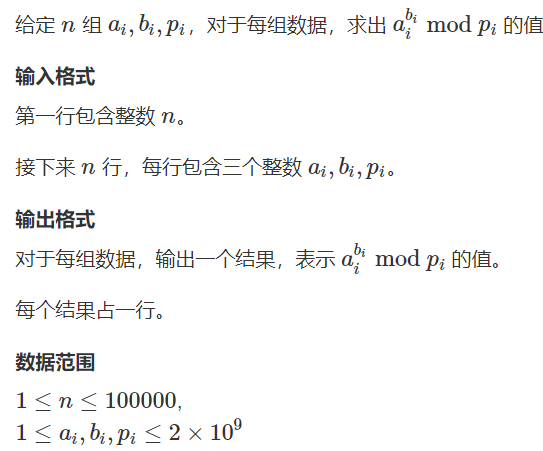 给定 $n$ 组 $a_i, b_i, p_i$，对于每组数据，求出 $a_i^{b_i} \bmod p_i$ 的值
输入格式
第一行包含整数 $n$。
接下来 $n$ 行，每行包含三个整数 $a_i, b_i, p_i$。
输出格式
对于每组数据，输出一个结果，表示 $a_i^{b_i} \bmod p_i$ 的值。
每个结果占一行。
数据范围
$1 \le n \le 100000$,
$1 \le a_i, b_i, p_i \le 2 \times 10^9$